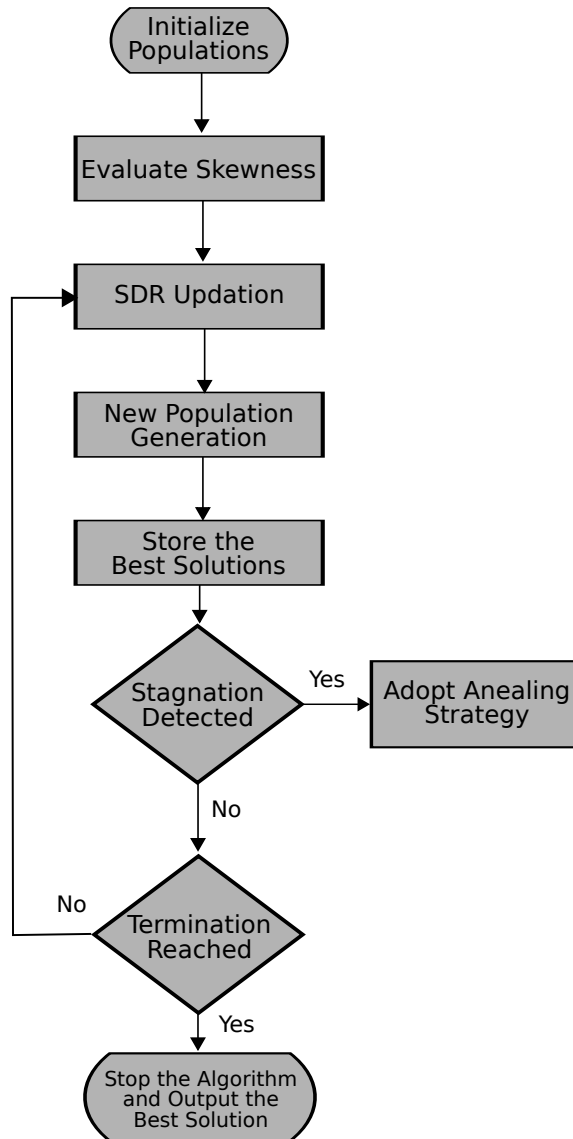 Initialize
Populations
Evaluate Skewness
SDR Updation
New Population
Generation
Store the
Best Solutions
Stagnation
Detected
Yes
Adopt Anealing
Strategy
No
Termination
Reached
No
Yes
Stop the Algorithm
and Output the
Best Solution